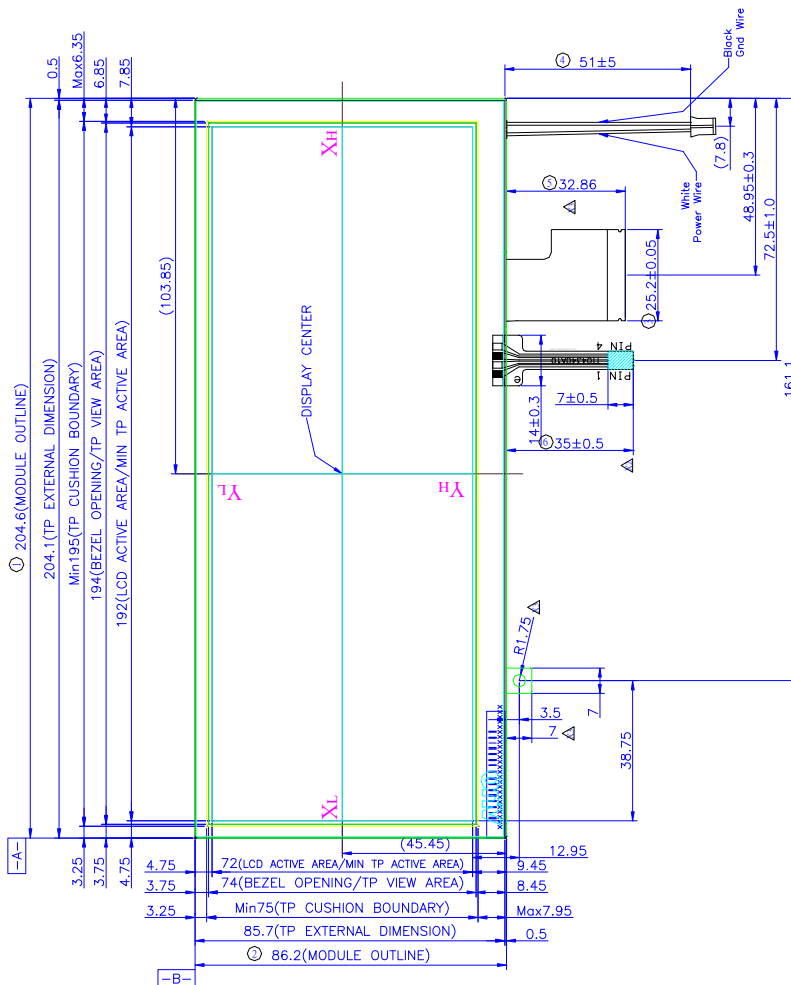 0.5
Max6.35
6.85
7.85
④ 51±5
Black Wire
Gnd Wire
(7.8)
48.95±0.3
72.5±1.0
161.1
White
Power Wire
⑤ 32.86
③ 25.2±0.05
XH
(103.85)
DISPLAY CENTER
PIN 4
PIN 1
e
7±0.5
14±0.3
⑥ 35±0.5
YL
YH
① 204.6(MODULE OUTLINE)
204.1(TP EXTERNAL DIMENSION)
Min195(TP CUSHION BOUNDARY)
194(BEZEL OPENING/TP VIEW AREA)
192(LCD ACTIVE AREA/MIN TP ACTIVE AREA)
R1.75
3.5
7
7
38.75
XL
-A-
3.25
3.75
4.75
(45.45)
12.95
4.75
72(LCD ACTIVE AREA/MIN TP ACTIVE AREA)
9.45
3.75
74(BEZEL OPENING/TP VIEW AREA)
8.45
3.25
Min75(TP CUSHION BOUNDARY)
Max7.95
85.7(TP EXTERNAL DIMENSION)
0.5
② 86.2(MODULE OUTLINE)
-B-